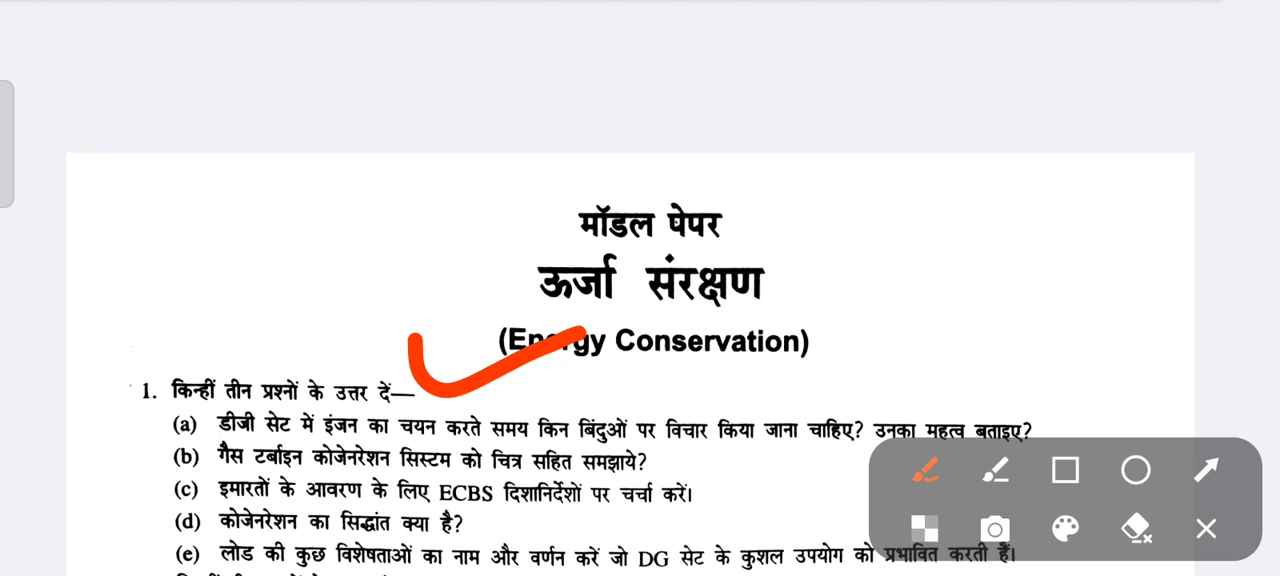 मॉडल पेपर
ऊर्जा संरक्षण
(Energy Conservation)
1. किन्हीं तीन प्रश्नों के उत्तर दें—
(a) डीजी सेट में इंजन का चयन करते समय किन बिंदुओं पर विचार किया जाना चाहिए? उनका महत्व बताइए?
(b) गैस टर्बाइन कोजेनरेशन सिस्टम को चित्र सहित समझाये?
(c) इमारतों के आवरण के लिए ECBS दिशानिर्देशों पर चर्चा करें।
(d) कोजेनरेशन का सिद्धांत क्या है?
(e) लोड की कुछ विशेषताओं का नाम और वर्णन करें जो DG सेट के कुशल उपयोग को प्रभावित करती हैं।